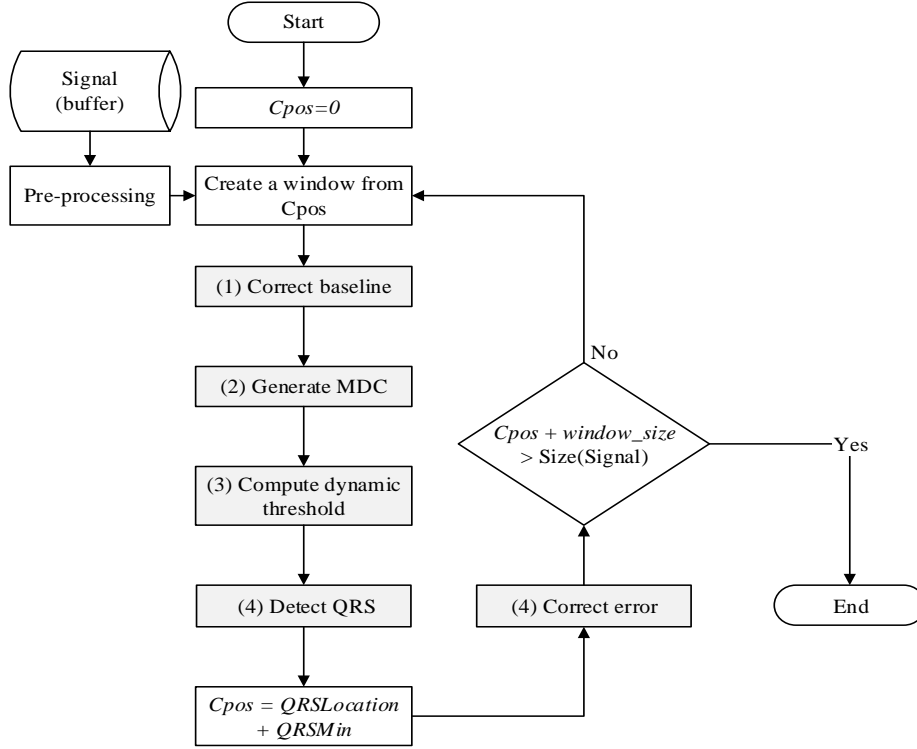 Start
Signal
(buffer)
Cpos=0
Pre-processing
Create a window from
Cpos
(1) Correct baseline
No
(2) Generate MDC
Cpos + window_size
> Size(Signal)
Yes
(3) Compute dynamic
threshold
(4) Detect QRS
(4) Correct error
End
Cpos = QRSLocation
+ QRSMin